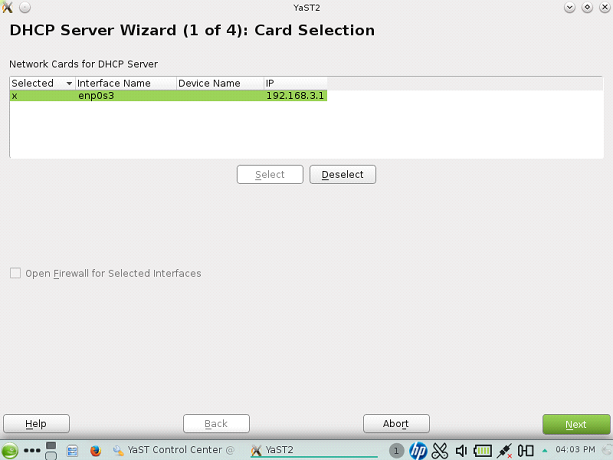 YaST2
DHCP Server Wizard (1 of 4): Card Selection
Network Cards for DHCP Server
Selected Interface Name Device Name IP
x enp0s3 192.168.3.1
Select Deselect
Open Firewall for Selected Interfaces
Help Back Abort Next
YaST Control Center @ YaST2 1 hp 04:03 PM